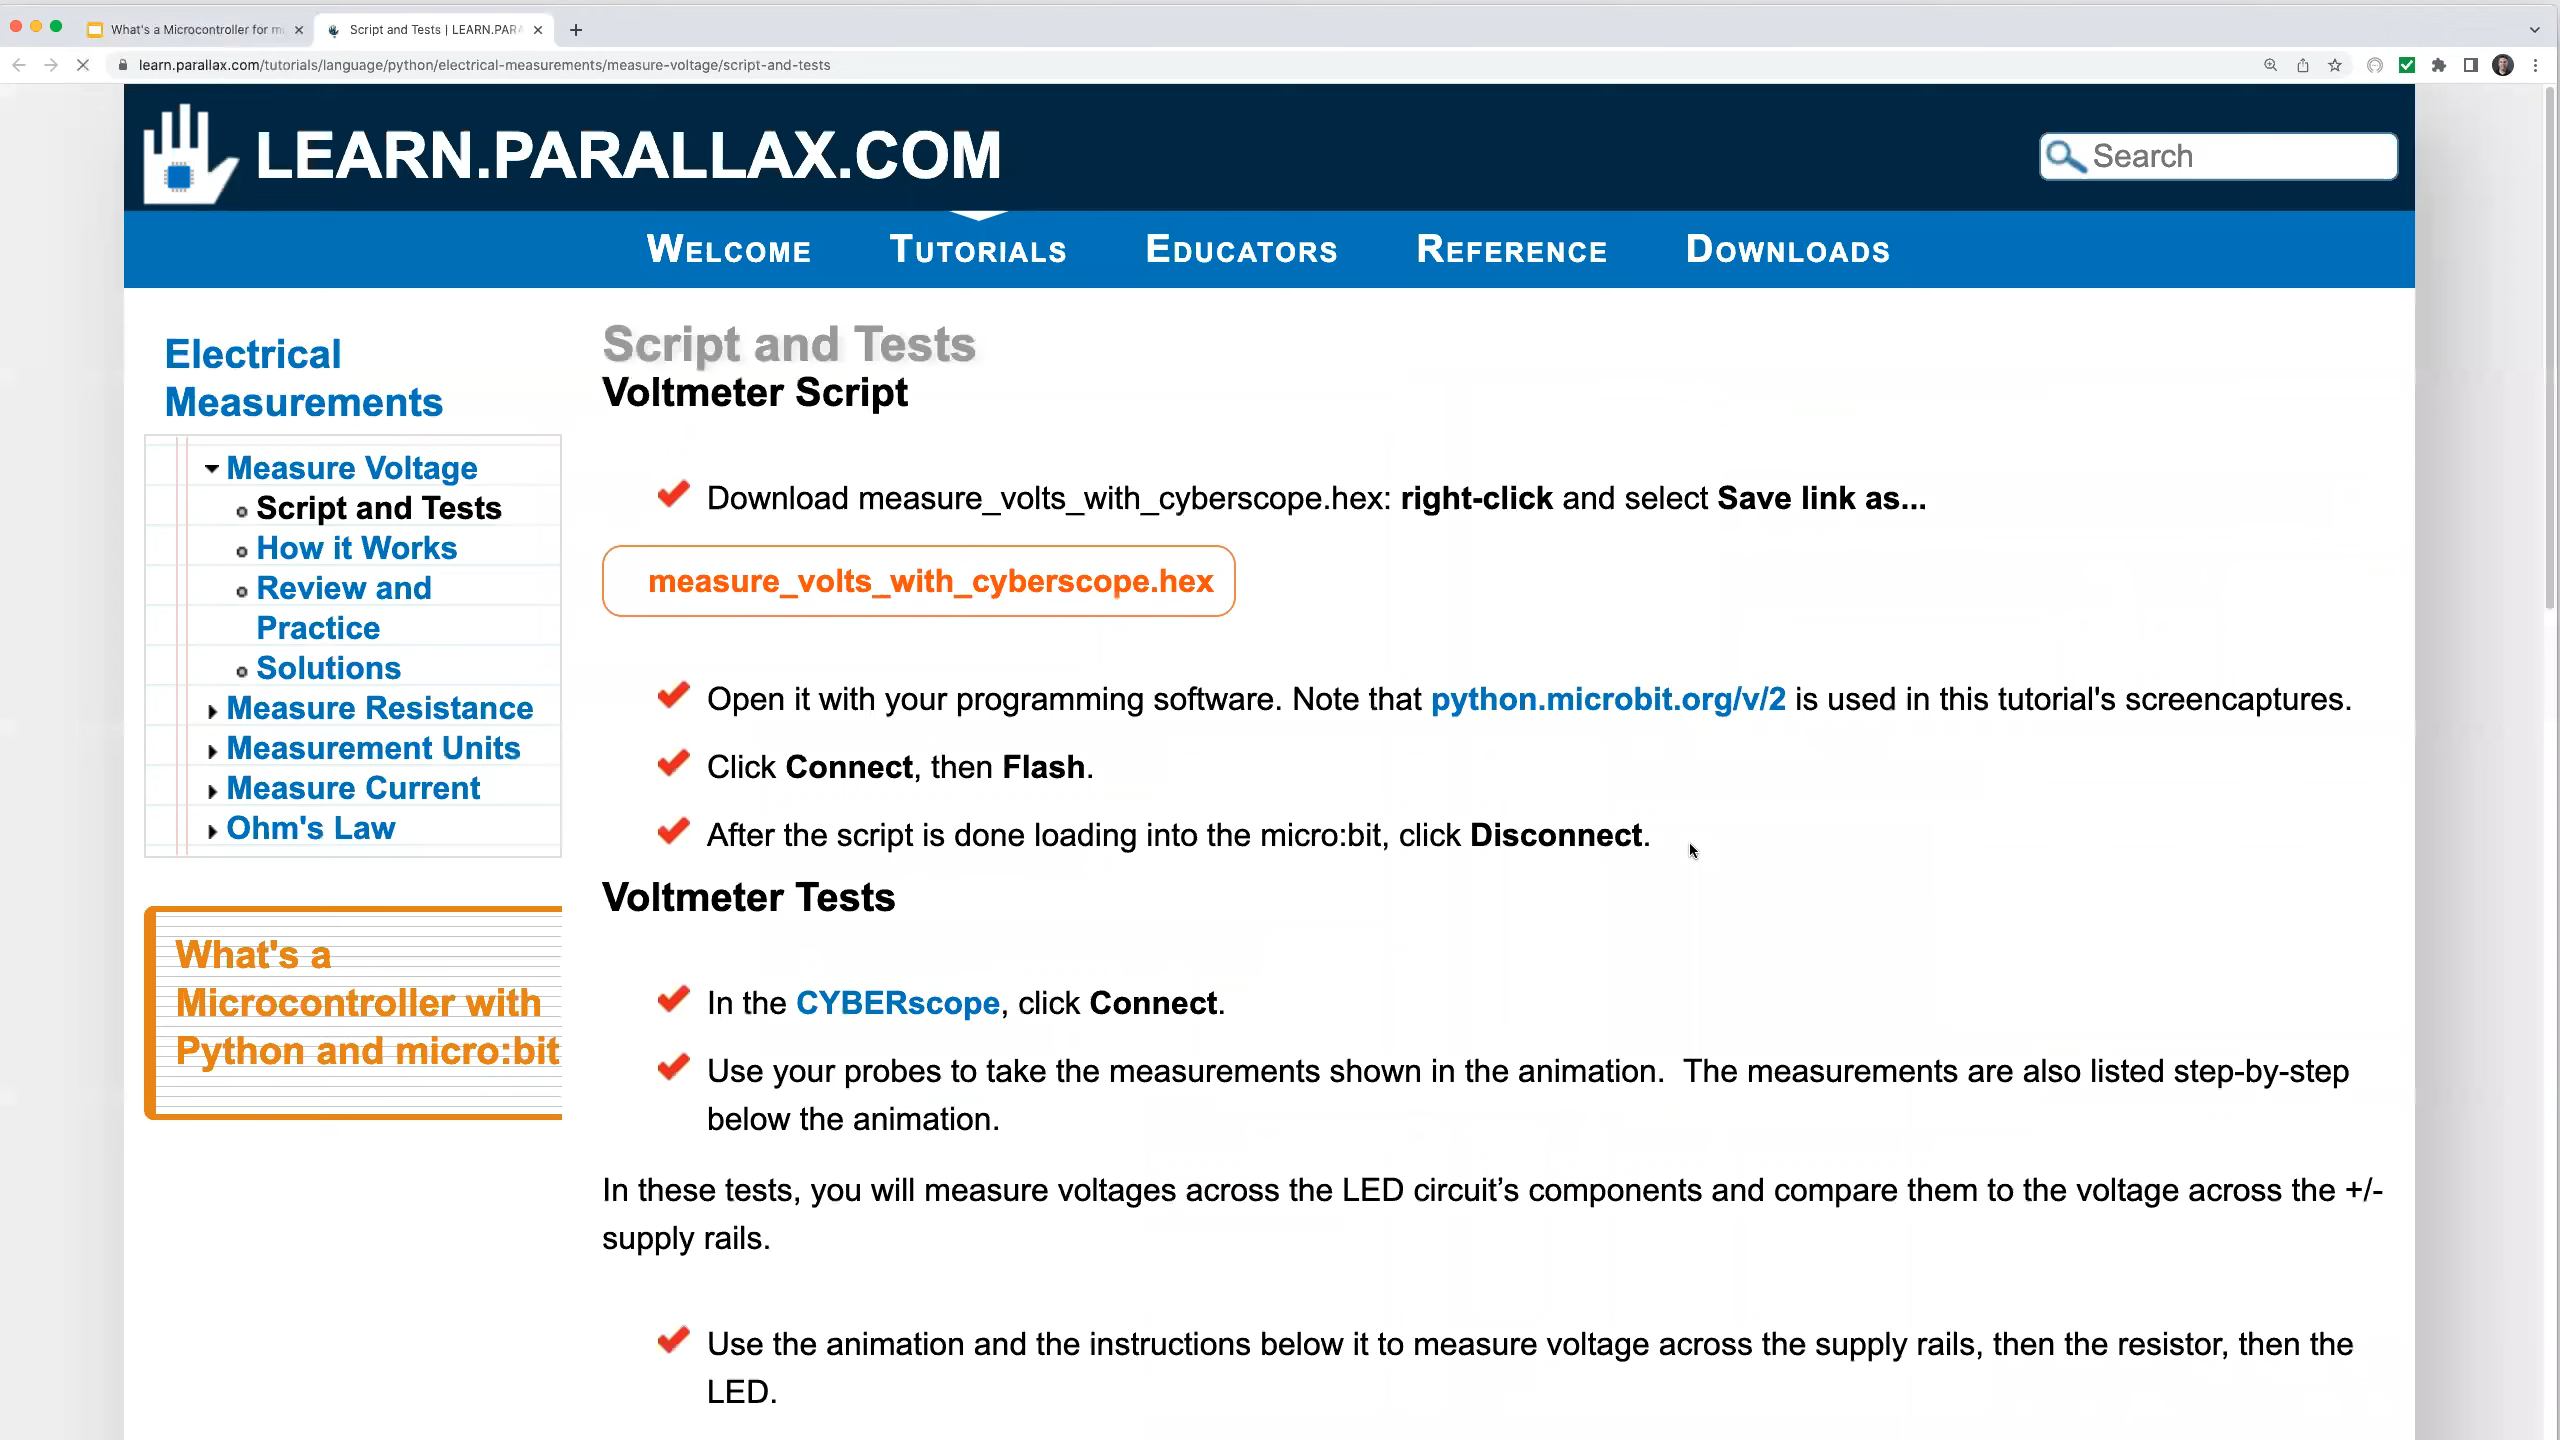 What's a Microcontroller for m
Script and Tests | LEARN.PAR
learn.parallax.com/tutorials/language/python/electrical-measurements/measure-voltage/script-and-tests
LEARN.PARALLAX.COM
Search
WELCOME
TUTORIALS
EDUCATORS
REFERENCE
DOWNLOADS
Electrical
Measurements
Measure Voltage
Script and Tests
How it Works
Review and
Practice
Solutions
Measure Resistance
Measurement Units
Measure Current
Ohm's Law
What's a
Microcontroller with
Python and micro:bit
Script and Tests
Voltmeter Script
Download measure_volts_with_cyberscope.hex: right-click and select Save link as...
measure_volts_with_cyberscope.hex
Open it with your programming software. Note that python.microbit.org/v/2 is used in this tutorial's screencaptures.
Click Connect, then Flash.
After the script is done loading into the micro:bit, click Disconnect.
Voltmeter Tests
In the CYBERscope, click Connect.
Use your probes to take the measurements shown in the animation.  The measurements are also listed step-by-step
below the animation.
In these tests, you will measure voltages across the LED circuit’s components and compare them to the voltage across the +/-
supply rails.
Use the animation and the instructions below it to measure voltage across the supply rails, then the resistor, then the
LED.